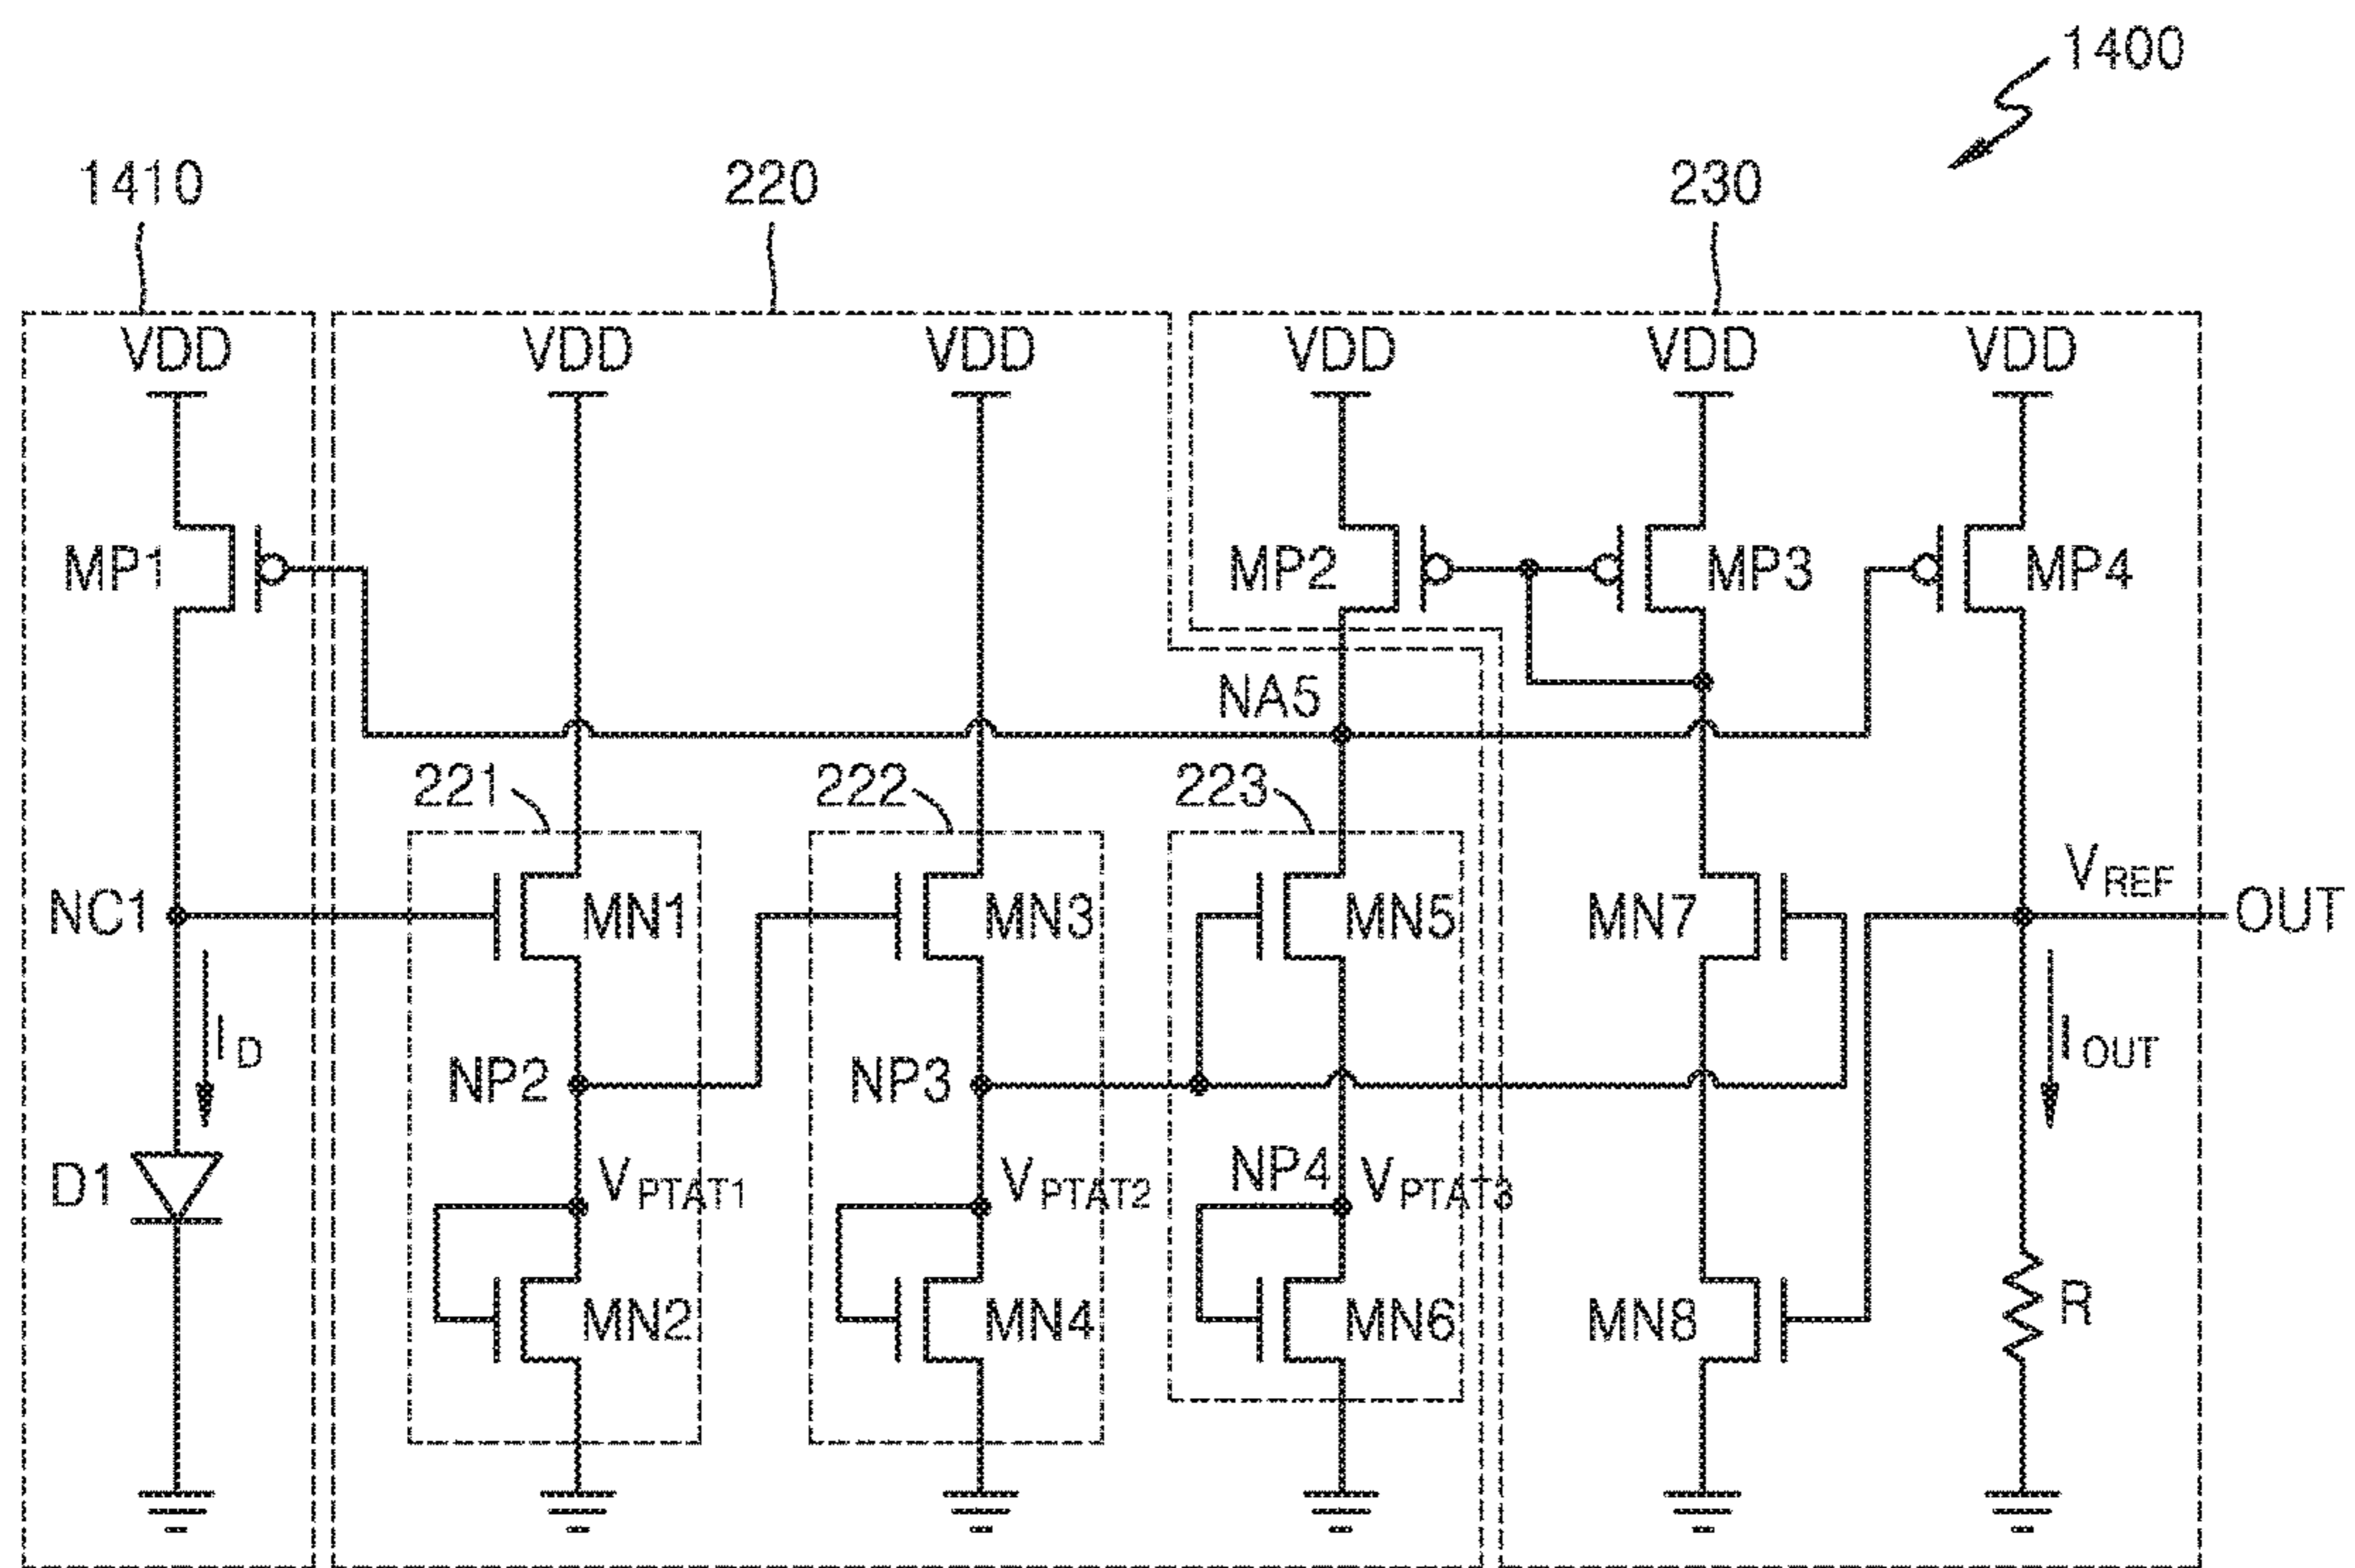 1400
1410
220
230
VDD
VDD
VDD
VDD
VDD
VDD
MP1
MP2
MP3
MP4
NA5
221
222
223
NC1
MN1
MN3
MN5
MN7
VREF
OUT
ID
IOUT
NP2
NP3
D1
VPTAT1
VPTAT2
NP4
VPTAT3
MN2
MN4
MN6
MN8
R